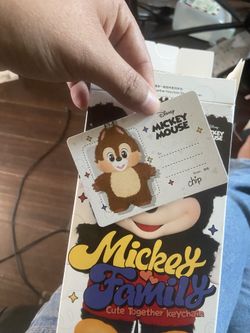 Disney
MICKEY
MOUSE
chip
Mickey
Family
Cute Together Keychain